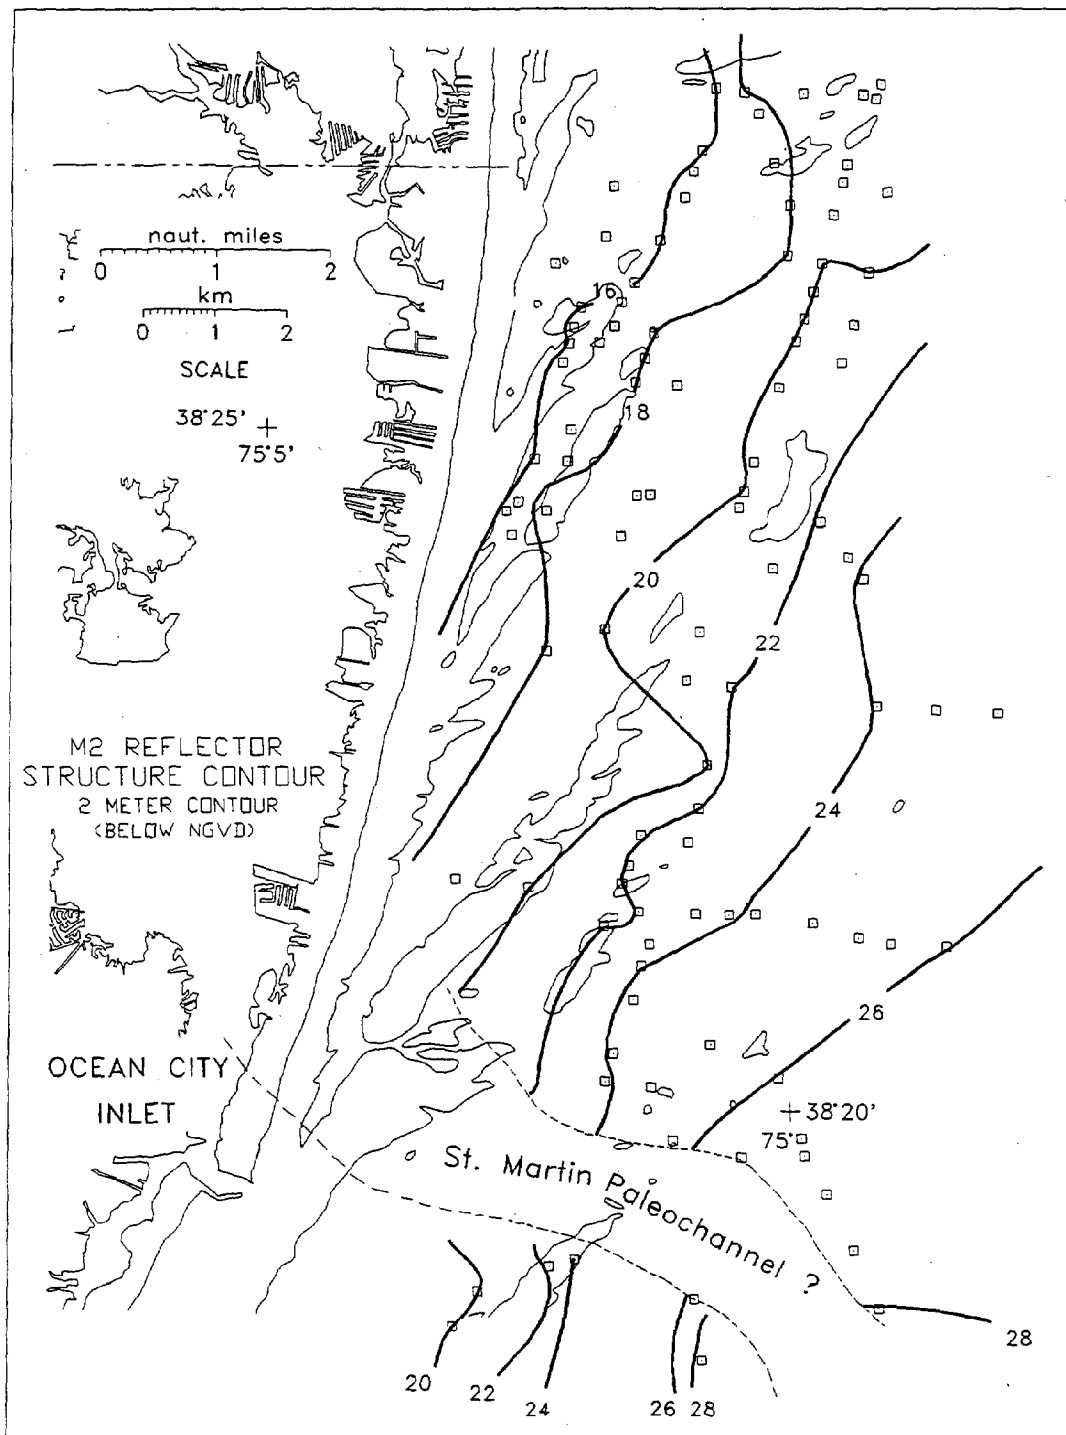 naut. miles
0 1 2
km
0 1 2
SCALE
38°25'
75°5'
16
18
20
22
M2 REFLECTOR
STRUCTURE CONTOUR
2 METER CONTOUR
(BELOW NGVD)
24
26
OCEAN CITY
INLET
38°20'
75°
St. Martin Paleochannel ?
28
20
22
24
26
28